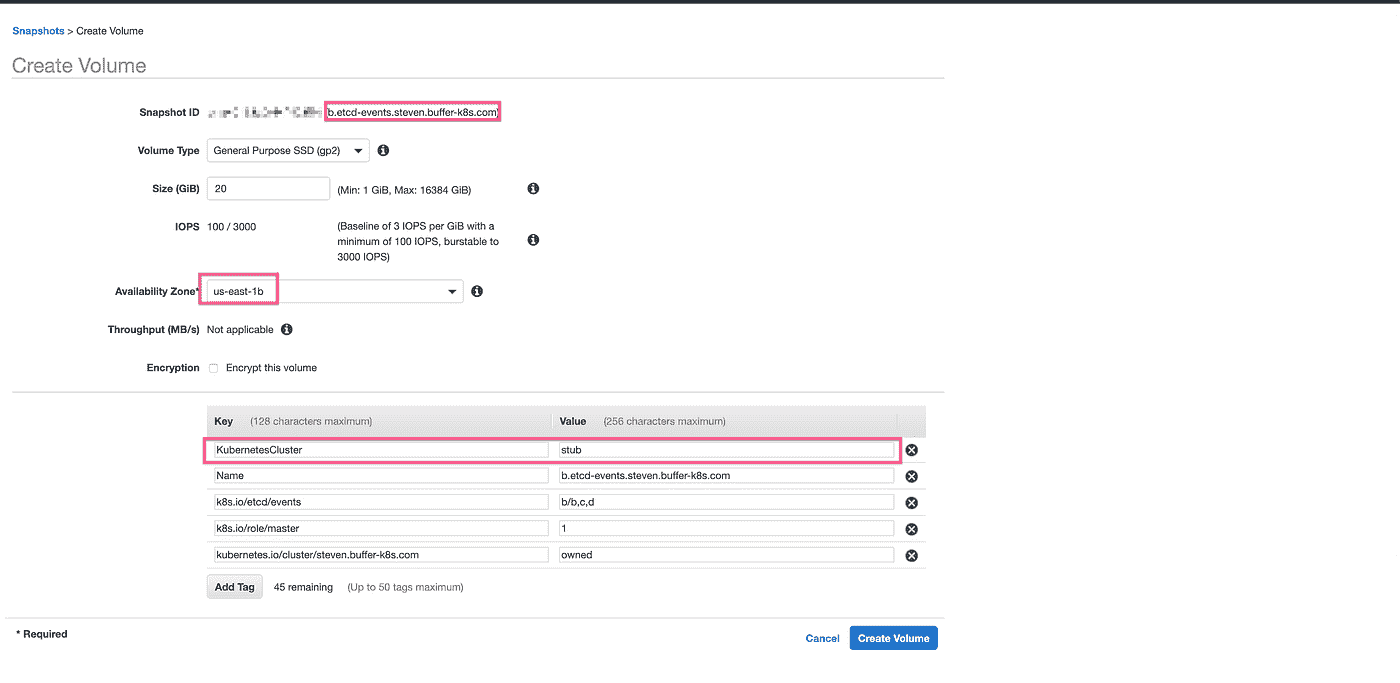 Snapshots > Create Volume
Create Volume
Snapshot ID b.etcd-events.steven.buffer-k8s.com)
Volume Type General Purpose SSD (gp2)
Size (GiB) 20 (Min: 1 GiB, Max: 16384 GiB)
IOPS 100 / 3000 (Baseline of 3 IOPS per GiB with a
minimum of 100 IOPS, burstable to
3000 IOPS)
Availability Zone* us-east-1b
Throughput (MB/s) Not applicable
Encryption Encrypt this volume
Key (128 characters maximum) Value (256 characters maximum)
KubernetesCluster stub
Name b.etcd-events.steven.buffer-k8s.com
k8s.io/etcd/events b/b,c,d
k8s.io/role/master 1
kubernetes.io/cluster/steven.buffer-k8s.com owned
Add Tag 45 remaining (Up to 50 tags maximum)
* Required
Cancel Create Volume